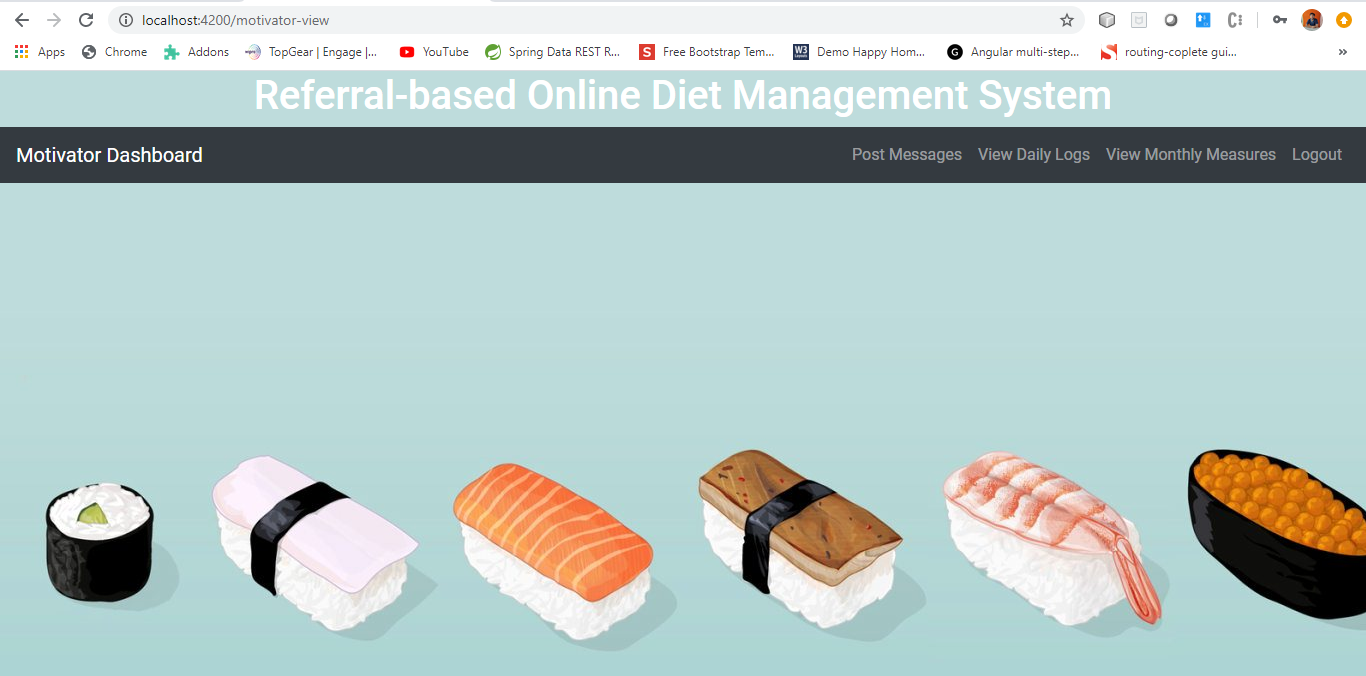 localhost:4200/motivator-view
Apps Chrome Addons TopGear | Engage |... YouTube Spring Data REST R... S Free Bootstrap Tem... W3 Demo Happy Hom... G Angular multi-step... routing-coplete gui... »
Referral-based Online Diet Management System
Motivator Dashboard Post Messages View Daily Logs View Monthly Measures Logout